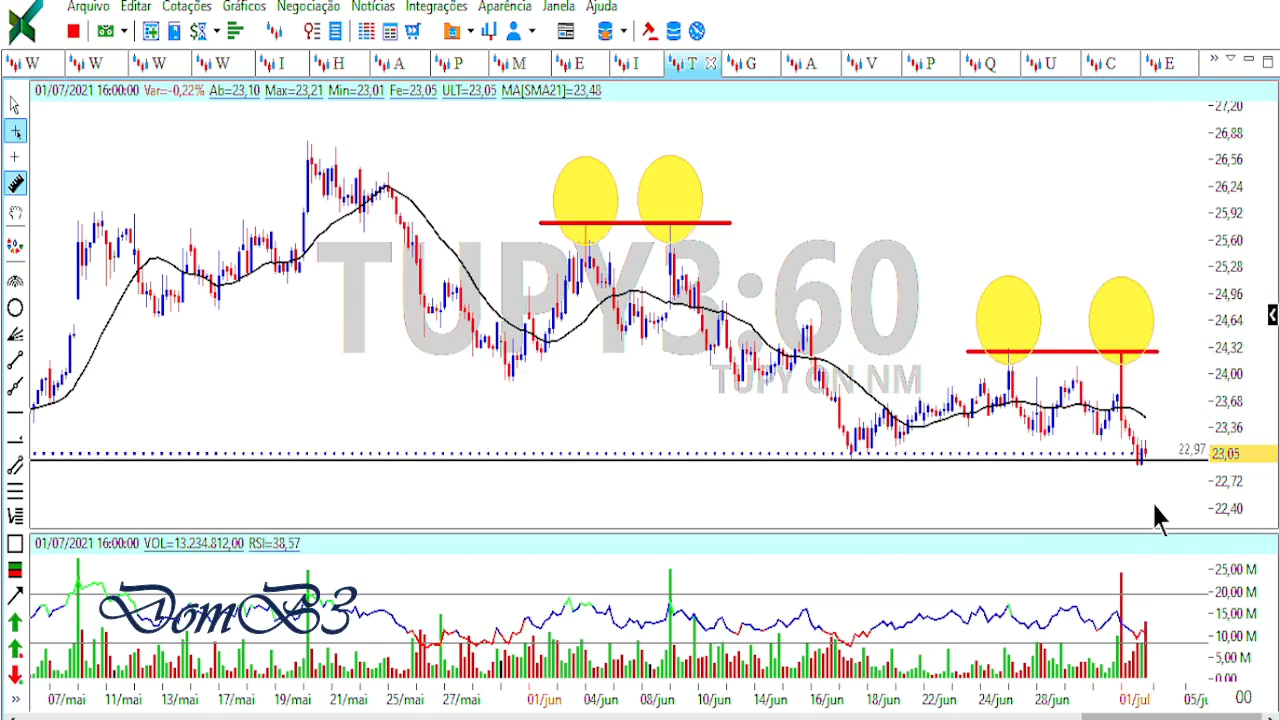 Arquivo Editar Cotações Gráficos Negociação Notícias Integrações Aparência Janela Ajuda
W W W W I H A P M E I T G A V P Q U C E
01/07/2021 16:00:00 Var=-0,22% Ab=23,10 Max=23,21 Min=23,01 Fe=23,05 ULT=23,05 MA[SMA21]=23,48
27,20
26,88
26,56
26,24
25,92
25,60
25,28
24,96
24,64
24,32
24,00
23,68
23,36
22,97 23,05
22,72
22,40
TUPY3:60
TUPY ON NM
01/07/2021 16:00:00 VOL=13.234.812,00 RSI=38,57
25,00 M
20,00 M
15,00 M
10,00 M
5,00 M
0,00
DomB3
07/mai 11/mai 13/mai 17/mai 19/mai 21/mai 25/mai 27/mai 01/jun 04/jun 08/jun 10/jun 14/jun 16/jun 18/jun 22/jun 24/jun 28/jun 01/jul 05/ju 00